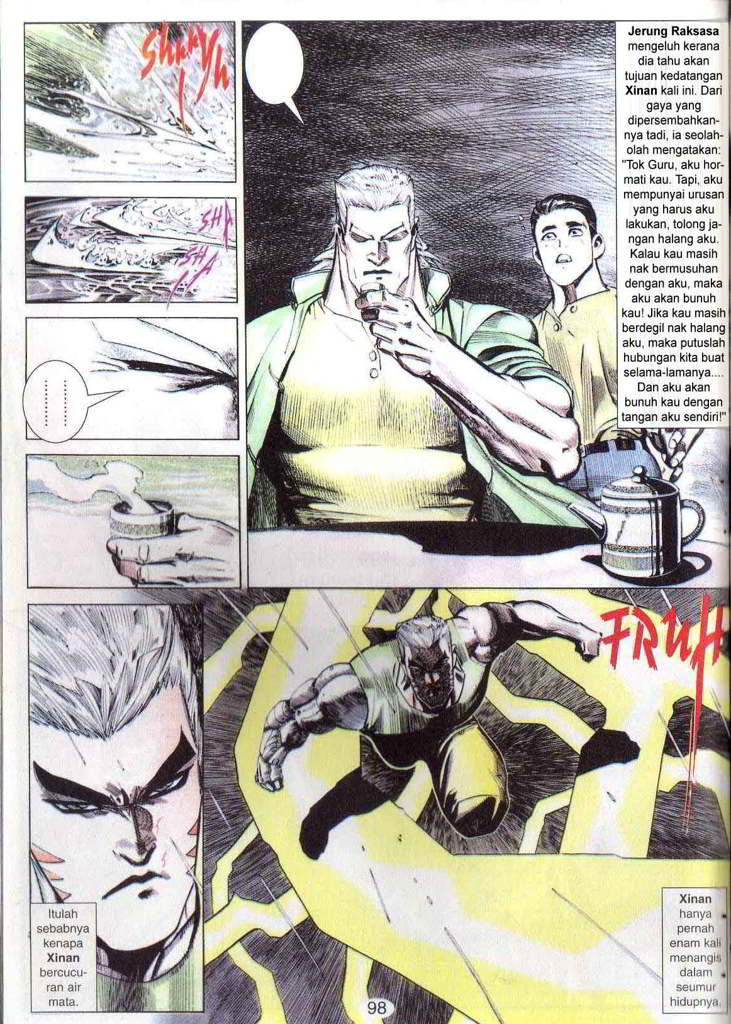 Shuuyh
SHA
SHA
Jerung Raksasa
mengeluh kerana
dia tahu akan
tujuan kedatangan
Xinan kali ini. Dari
gaya yang
dipersembahkan-
nya tadi, ia seolah-
olah mengatakan:
"Tok Guru, aku hor-
mati kau. Tapi, aku
mempunyai urusan
yang harus aku
lakukan, tolong ja-
ngan halang aku.
Kalau kau masih
nak bermusuhan
dengan aku, maka
aku akan bunuh
kau! Jika kau masih
berdegil nak halang
aku, maka putuslah
hubungan kita buat
selama-lamanya....
Dan aku akan
bunuh kau dengan
tangan aku sendiri!"
FRUH
Itulah
sebabnya
kenapa
Xinan
bercucu-
ran air
mata.
Xinan
hanya
pernah
enam kali
menangis
dalam
seumur
hidupnya.
98